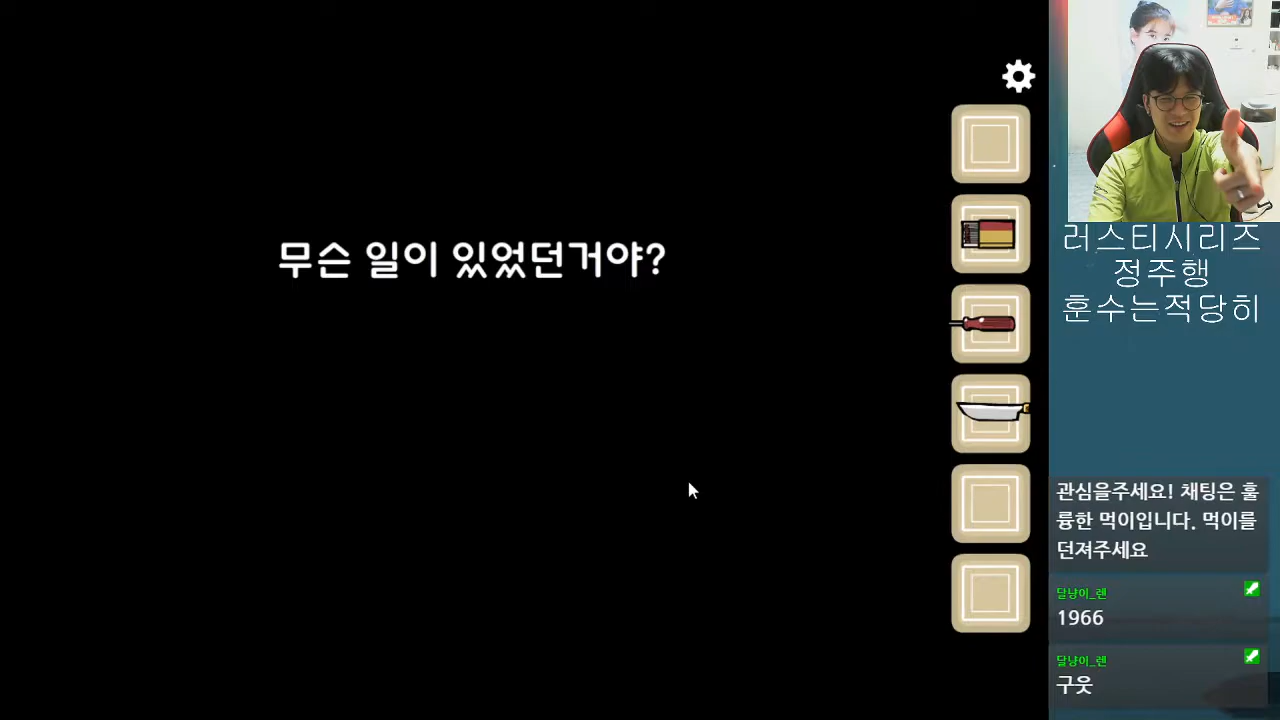 무슨 일이 있었던거야?
러스티시리즈
정주행
훈수는적당히
관심을주세요! 채팅은 훌
륭한 먹이입니다. 먹이를
던져주세요
달냥이_렌
1966
달냥이_렌
구웃